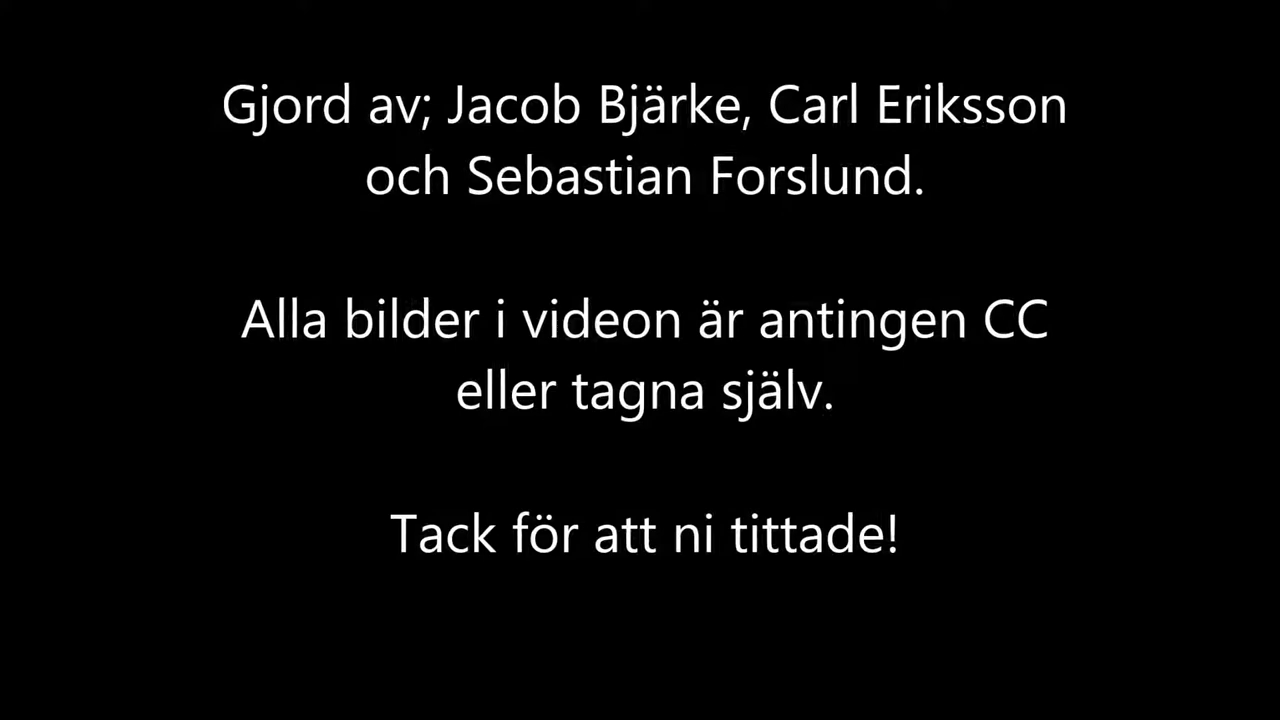 Gjord av; Jacob Bjärke, Carl Eriksson
och Sebastian Forslund.
Alla bilder i videon är antingen CC
eller tagna själv.
Tack för att ni tittade!